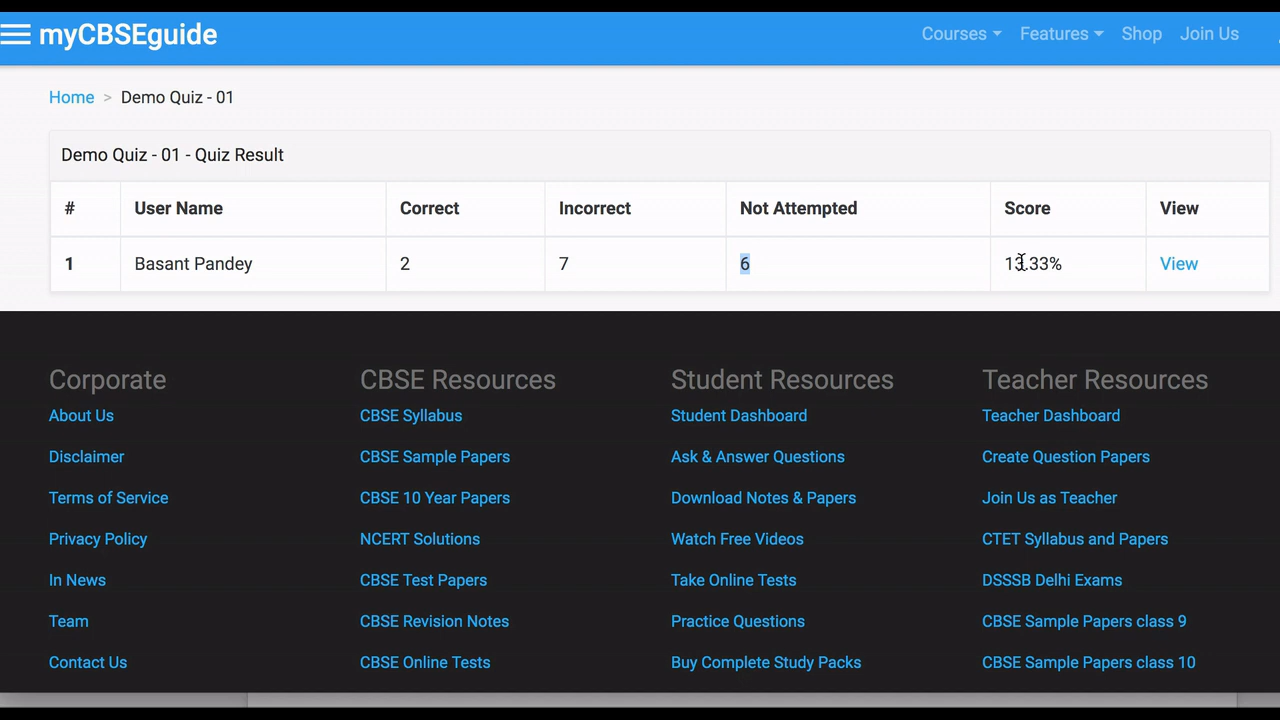 myCBSEguide Courses Features Shop Join Us
Home > Demo Quiz - 01
Demo Quiz - 01 - Quiz Result
# User Name Correct Incorrect Not Attempted Score View
1 Basant Pandey 2 7 6 13.33% View
Corporate CBSE Resources Student Resources Teacher Resources
About Us CBSE Syllabus Student Dashboard Teacher Dashboard
Disclaimer CBSE Sample Papers Ask & Answer Questions Create Question Papers
Terms of Service CBSE 10 Year Papers Download Notes & Papers Join Us as Teacher
Privacy Policy NCERT Solutions Watch Free Videos CTET Syllabus and Papers
In News CBSE Test Papers Take Online Tests DSSSB Delhi Exams
Team CBSE Revision Notes Practice Questions CBSE Sample Papers class 9
Contact Us CBSE Online Tests Buy Complete Study Packs CBSE Sample Papers class 10